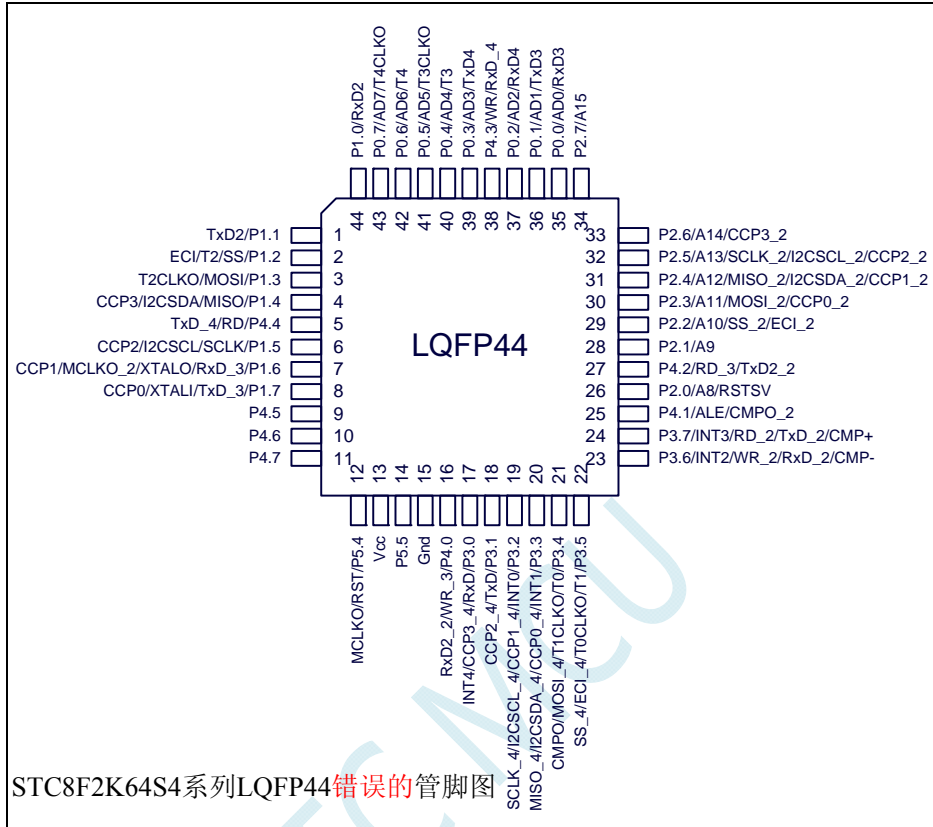 P1.0/RxD2
P0.7/AD7/T4CLKO
P0.6/AD6/T4
P0.5/AD5/T3CLKO
P0.4/AD4/T3
P0.3/AD3/TxD4
P4.3/WR/RxD_4
P0.2/AD2/RxD4
P0.1/AD1/TxD3
P0.0/AD0/RxD3
P2.7/A15
44
43
42
41
40
39
38
37
36
35
34
TxD2/P1.1
1
ECI/T2/SS/P1.2
2
T2CLKO/MOSI/P1.3
3
CCP3/I2CSDA/MISO/P1.4
4
TxD_4/RD/P4.4
5
CCP2/I2CSCL/SCLK/P1.5
6
CCP1/MCLKO_2/XTALO/RxD_3/P1.6
7
CCP0/XTALI/TxD_3/P1.7
8
P4.5
9
P4.6
10
P4.7
11
LQFP44
33
P2.6/A14/CCP3_2
32
P2.5/A13/SCLK_2/I2CSCL_2/CCP2_2
31
P2.4/A12/MISO_2/I2CSDA_2/CCP1_2
30
P2.3/A11/MOSI_2/CCP0_2
29
P2.2/A10/SS_2/ECI_2
28
P2.1/A9
27
P4.2/RD_3/TxD2_2
26
P2.0/A8/RSTSV
25
P4.1/ALE/CMPO_2
24
P3.7/INT3/RD_2/TxD_2/CMP+
23
P3.6/INT2/WR_2/RxD_2/CMP-
12
13
14
15
16
17
18
19
20
21
22
MCLKO/RST/P5.4
Vcc
P5.5
Gnd
RxD2_2/WR_3/P4.0
INT4/CCP3_4/RxD/P3.0
CCP2_4/TxD/P3.1
SCLK_4/I2CSCL_4/CCP1_4/INT0/P3.2
MISO_4/I2CSDA_4/CCP0_4/INT1/P3.3
CMPO/MOSI_4/T1CLKO/T0/P3.4
SS_4/ECI_4/T0CLKO/T1/P3.5
STC8F2K64S4系列LQFP44错误的管脚图